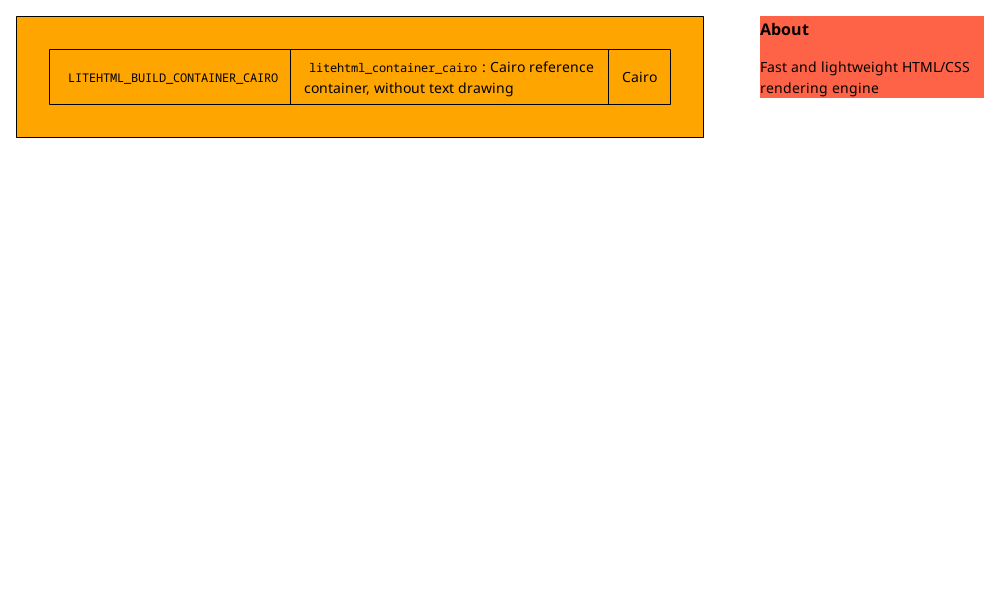 LITEHTML_BUILD_CONTAINER_CAIRO
litehtml_container_cairo : Cairo reference
container, without text drawing
Cairo
About
Fast and lightweight HTML/CSS
rendering engine